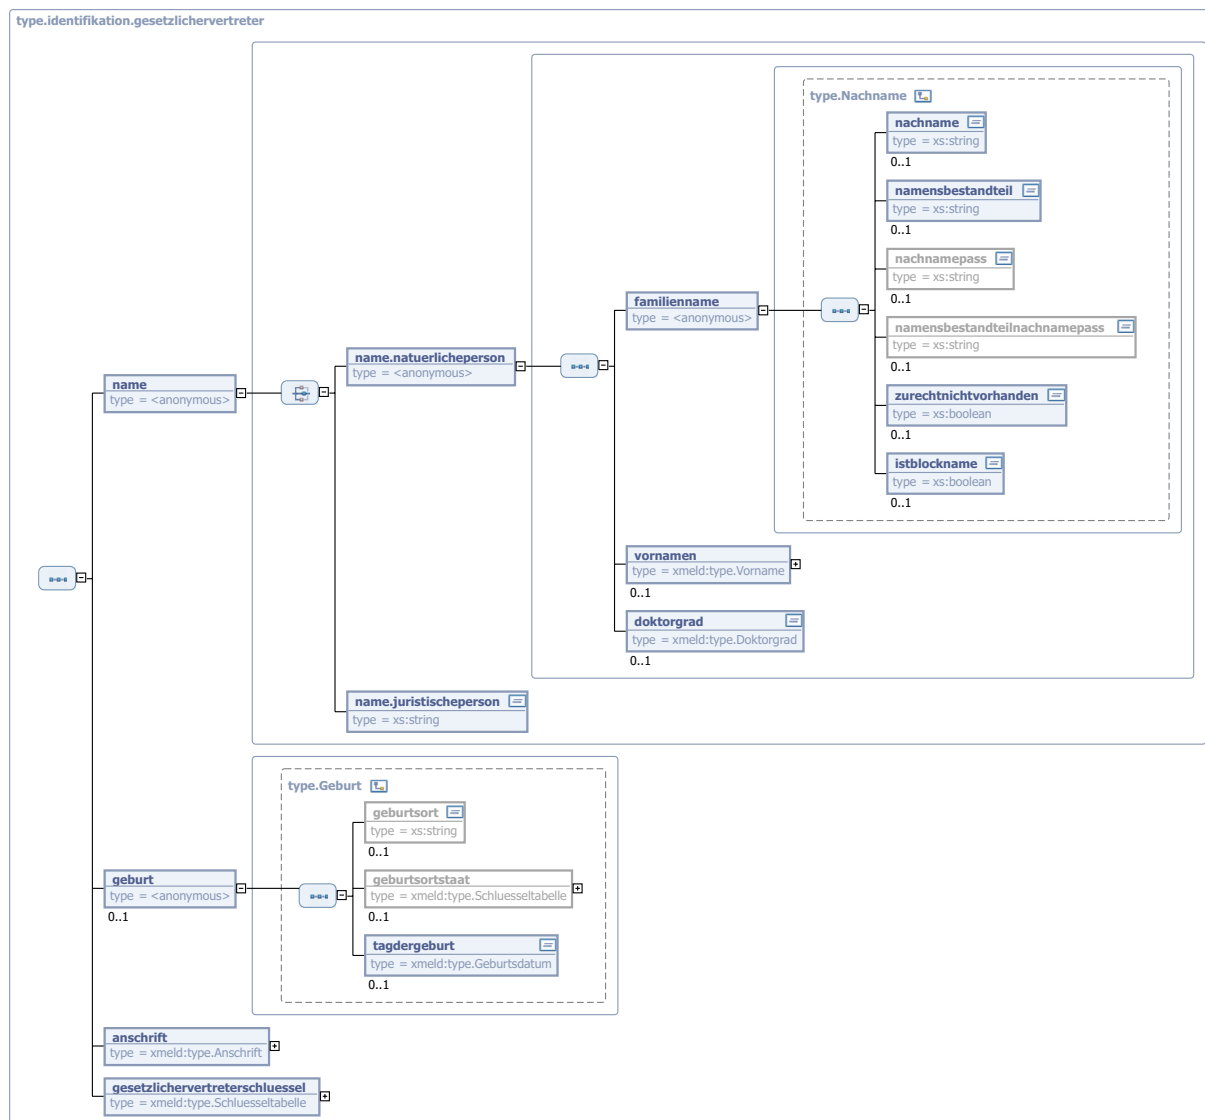 type.identifikation.gesetzlichervertreter
type.Nachname
nachname
type = xs:string
0..1
namensbestandteil
type = xs:string
0..1
nachnamepass
type = xs:string
0..1
familienname
type = <anonymous>
namensbestandteilnachnamepass
type = xs:string
0..1
name.natuerlicheperson
type = <anonymous>
name
type = <anonymous>
zurechtnichtvorhanden
type = xs:boolean
0..1
istblockname
type = xs:boolean
0..1
vornamen
type = xmeld:type.Vorname
0..1
doktorgrad
type = xmeld:type.Doktorgrad
0..1
name.juristischeperson
type = xs:string
type.Geburt
geburtsort
type = xs:string
0..1
geburt
type = <anonymous>
0..1
geburtsortstaat
type = xmeld:type.Schluesseltabelle
0..1
tagdergeburt
type = xmeld:type.Geburtsdatum
0..1
anschrift
type = xmeld:type.Anschrift
gesetzlichervertreterschluessel
type = xmeld:type.Schluesseltabelle